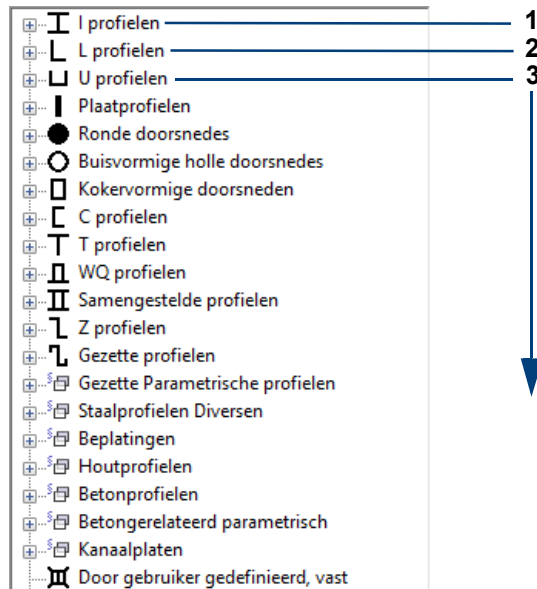 I profielen 1
L profielen 2
U profielen 3
Plaatprofielen
Ronde doorsnedes
Buisvormige holle doorsnedes
Kokervormige doorsneden
C profielen
T profielen
WQ profielen
Samengestelde profielen
Z profielen
Gezette profielen
Gezette Parametrische profielen
Staalprofielen Diversen
Beplatingen
Houtprofielen
Betonprofielen
Betongerelateerd parametrisch
Kanaalplaten
Door gebruiker gedefinieerd, vast